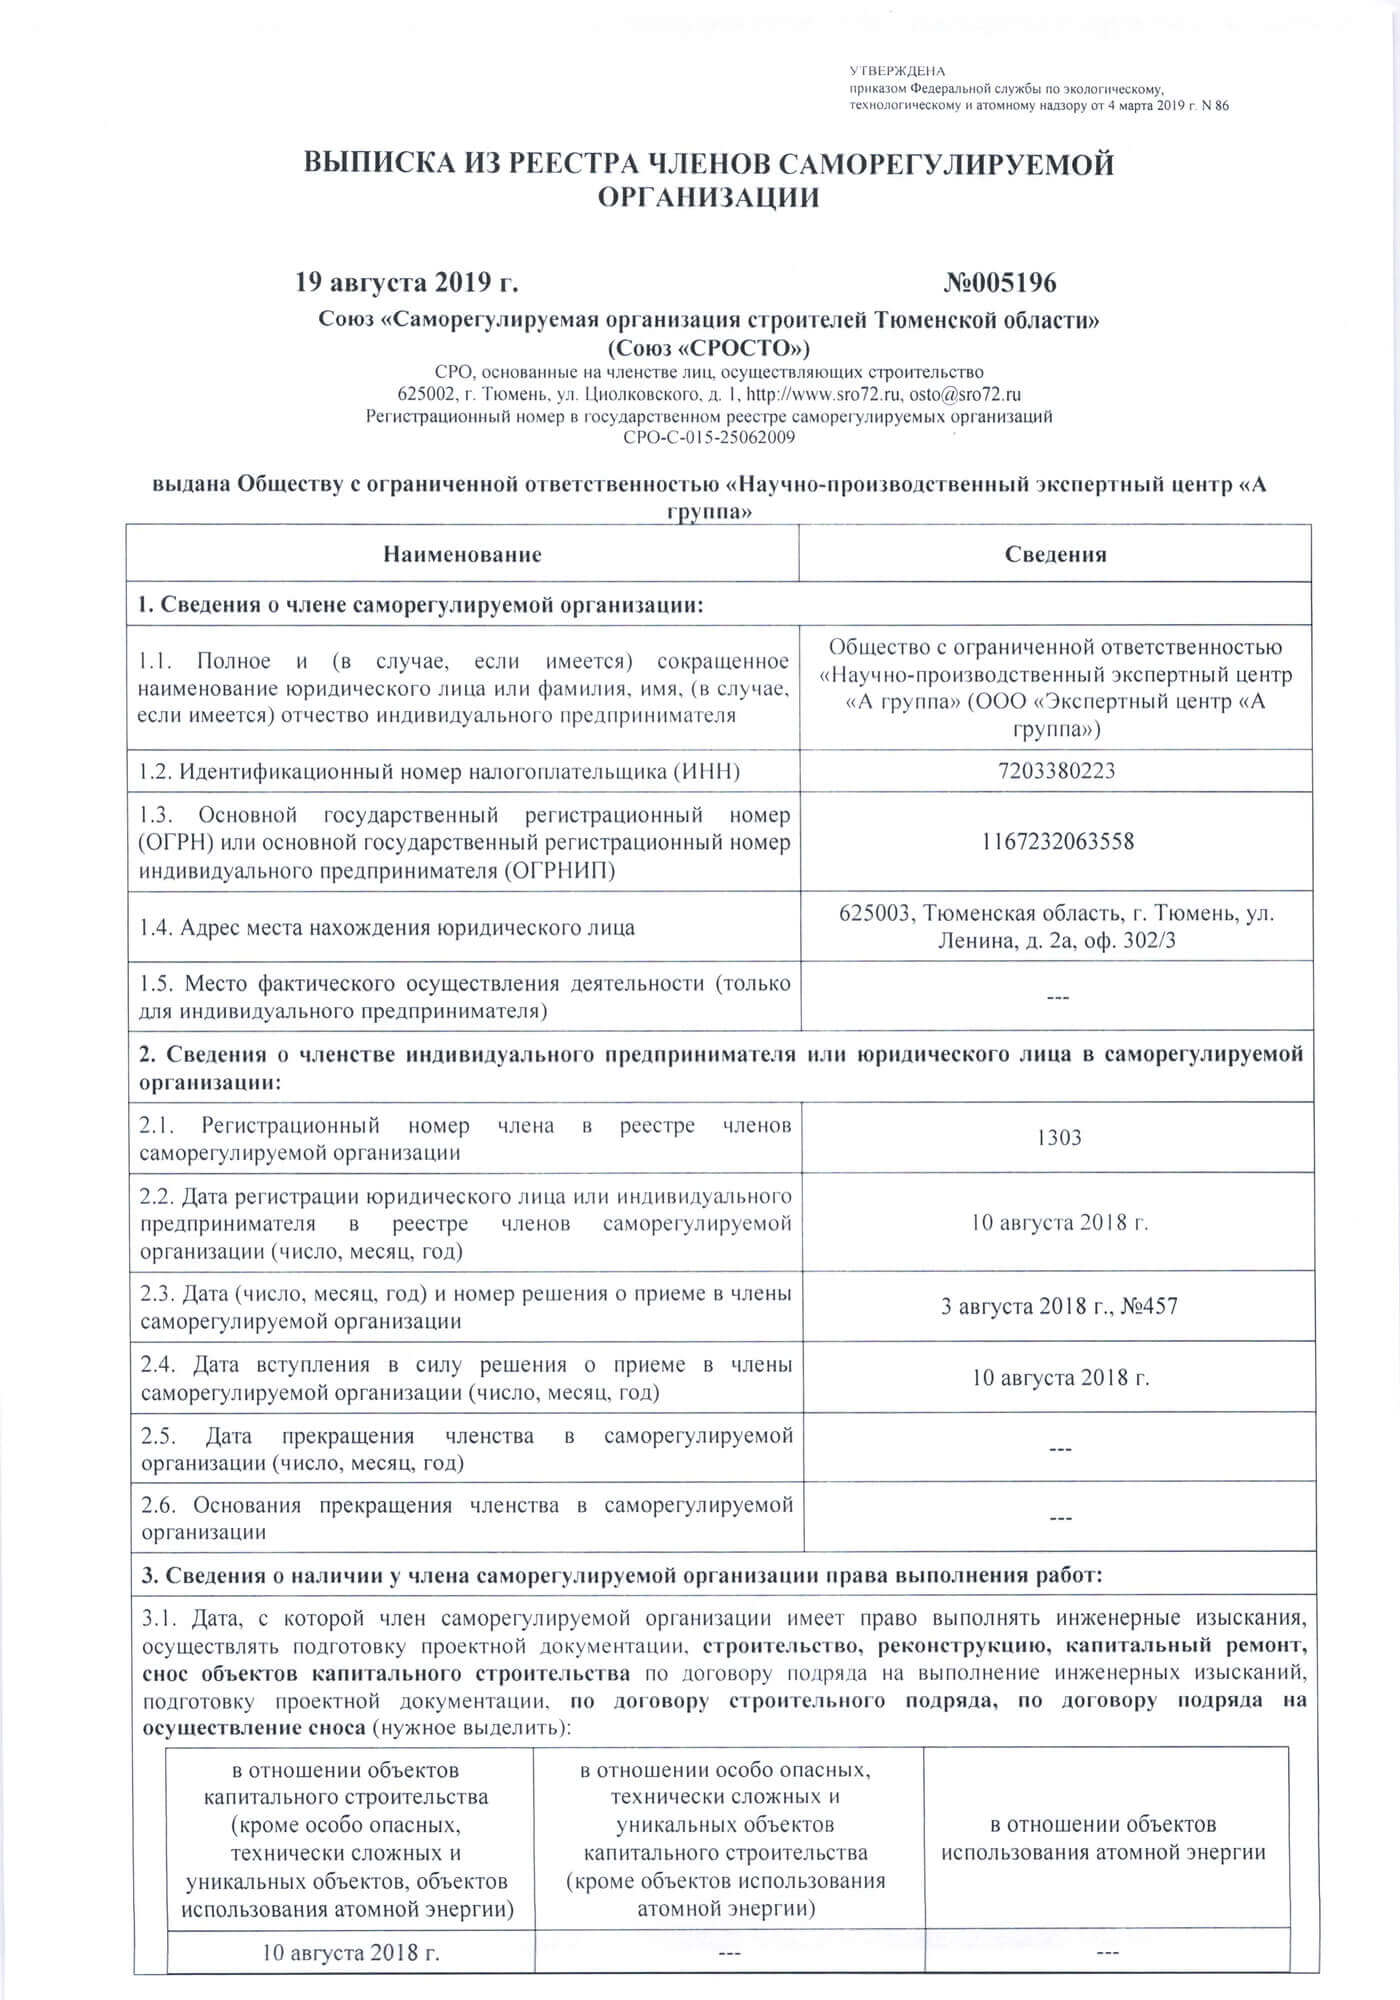 УТВЕРЖДЕНА
приказом Федеральной службы по экологическому,
технологическому и атомному надзору от 4 марта 2019 г. N 86
ВЫПИСКА ИЗ РЕЕСТРА ЧЛЕНОВ САМОРЕГУЛИРУЕМОЙ
ОРГАНИЗАЦИИ
19 августа 2019 г. №005196
Союз «Саморегулируемая организация строителей Тюменской области»
(Союз «СРОСТО»)
СРО, основанные на членстве лиц, осуществляющих строительство
625002, г. Тюмень, ул. Циолковского, д. 1, http://www.sro72.ru, osto@sro72.ru
Регистрационный номер в государственном реестре саморегулируемых организаций
СРО-С-015-25062009
выдана Обществу с ограниченной ответственностью «Научно-производственный экспертный центр «А
группа»
Наименование Сведения
1. Сведения о члене саморегулируемой организации:
1.1. Полное и (в случае, если имеется) сокращенное
наименование юридического лица или фамилия, имя, (в случае,
если имеется) отчество индивидуального предпринимателя
Общество с ограниченной ответственностью
«Научно-производственный экспертный центр
«А группа» (ООО «Экспертный центр «А
группа»)
1.2. Идентификационный номер налогоплательщика (ИНН) 7203380223
1.3. Основной государственный регистрационный номер
(ОГРН) или основной государственный регистрационный номер
индивидуального предпринимателя (ОГРНИП)
1167232063558
1.4. Адрес места нахождения юридического лица
625003, Тюменская область, г. Тюмень, ул.
Ленина, д. 2а, оф. 302/3
1.5. Место фактического осуществления деятельности (только
для индивидуального предпринимателя)
---
2. Сведения о членстве индивидуального предпринимателя или юридического лица в саморегулируемой
организации:
2.1. Регистрационный номер члена в реестре членов
саморегулируемой организации
1303
2.2. Дата регистрации юридического лица или индивидуального
предпринимателя в реестре членов саморегулируемой
организации (число, месяц, год)
10 августа 2018 г.
2.3. Дата (число, месяц, год) и номер решения о приеме в члены
саморегулируемой организации
3 августа 2018 г., №457
2.4. Дата вступления в силу решения о приеме в члены
саморегулируемой организации (число, месяц, год)
10 августа 2018 г.
2.5. Дата прекращения членства в саморегулируемой
организации (число, месяц, год)
---
2.6. Основания прекращения членства в саморегулируемой
организации
---
3. Сведения о наличии у члена саморегулируемой организации права выполнения работ:
3.1. Дата, с которой член саморегулируемой организации имеет право выполнять инженерные изыскания,
осуществлять подготовку проектной документации, строительство, реконструкцию, капитальный ремонт,
снос объектов капитального строительства по договору подряда на выполнение инженерных изысканий,
подготовку проектной документации, по договору строительного подряда, по договору подряда на
осуществление сноса (нужное выделить):
в отношении объектов
капитального строительства
(кроме особо опасных,
технически сложных и
уникальных объектов, объектов
использования атомной энергии)
в отношении особо опасных,
технически сложных и
уникальных объектов
капитального строительства
(кроме объектов использования
атомной энергии)
в отношении объектов
использования атомной энергии
10 августа 2018 г. --- ---